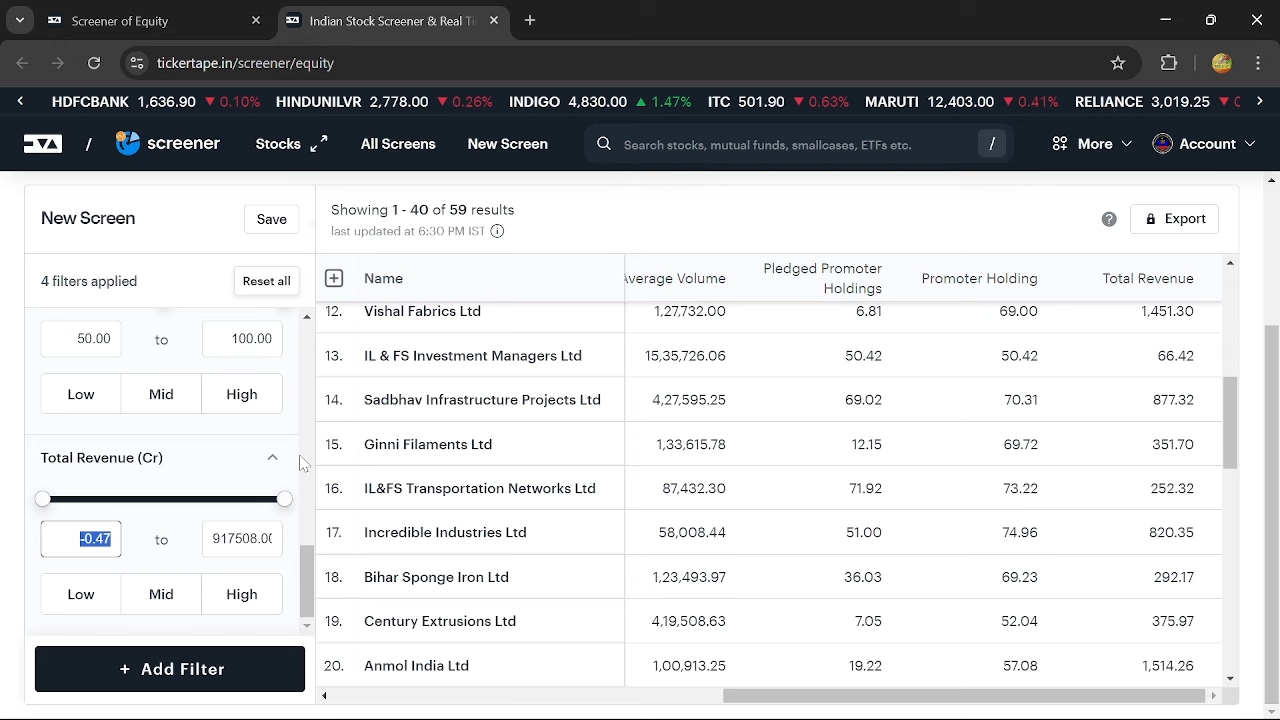 Screener of Equity
Indian Stock Screener & Real Ti
tickertape.in/screener/equity
HDFCBANK 1,636.90 ▼ 0.10% HINDUNILVR 2,778.00 ▼ 0.26% INDIGO 4,830.00 ▲ 1.47% ITC 501.90 ▼ 0.63% MARUTI 12,403.00 ▼ 0.41% RELIANCE 3,019.25 ▼ 0
/ screener Stocks All Screens New Screen Search stocks, mutual funds, smallcases, ETFs etc. / More Account
New Screen Save
Showing 1 - 40 of 59 results
last updated at 6:30 PM IST
Export
4 filters applied Reset all
Name Average Volume Pledged Promoter Holdings Promoter Holding Total Revenue
50.00 to 100.00
Low Mid High
Total Revenue (Cr)
-0.47 to 917508.00
Low Mid High
+ Add Filter
12. Vishal Fabrics Ltd 1,27,732.00 6.81 69.00 1,451.30
13. IL & FS Investment Managers Ltd 15,35,726.06 50.42 50.42 66.42
14. Sadbhav Infrastructure Projects Ltd 4,27,595.25 69.02 70.31 877.32
15. Ginni Filaments Ltd 1,33,615.78 12.15 69.72 351.70
16. IL&FS Transportation Networks Ltd 87,432.30 71.92 73.22 252.32
17. Incredible Industries Ltd 58,008.44 51.00 74.96 820.35
18. Bihar Sponge Iron Ltd 1,23,493.97 36.03 69.23 292.17
19. Century Extrusions Ltd 4,19,508.63 7.05 52.04 375.97
20. Anmol India Ltd 1,00,913.25 19.22 57.08 1,514.26